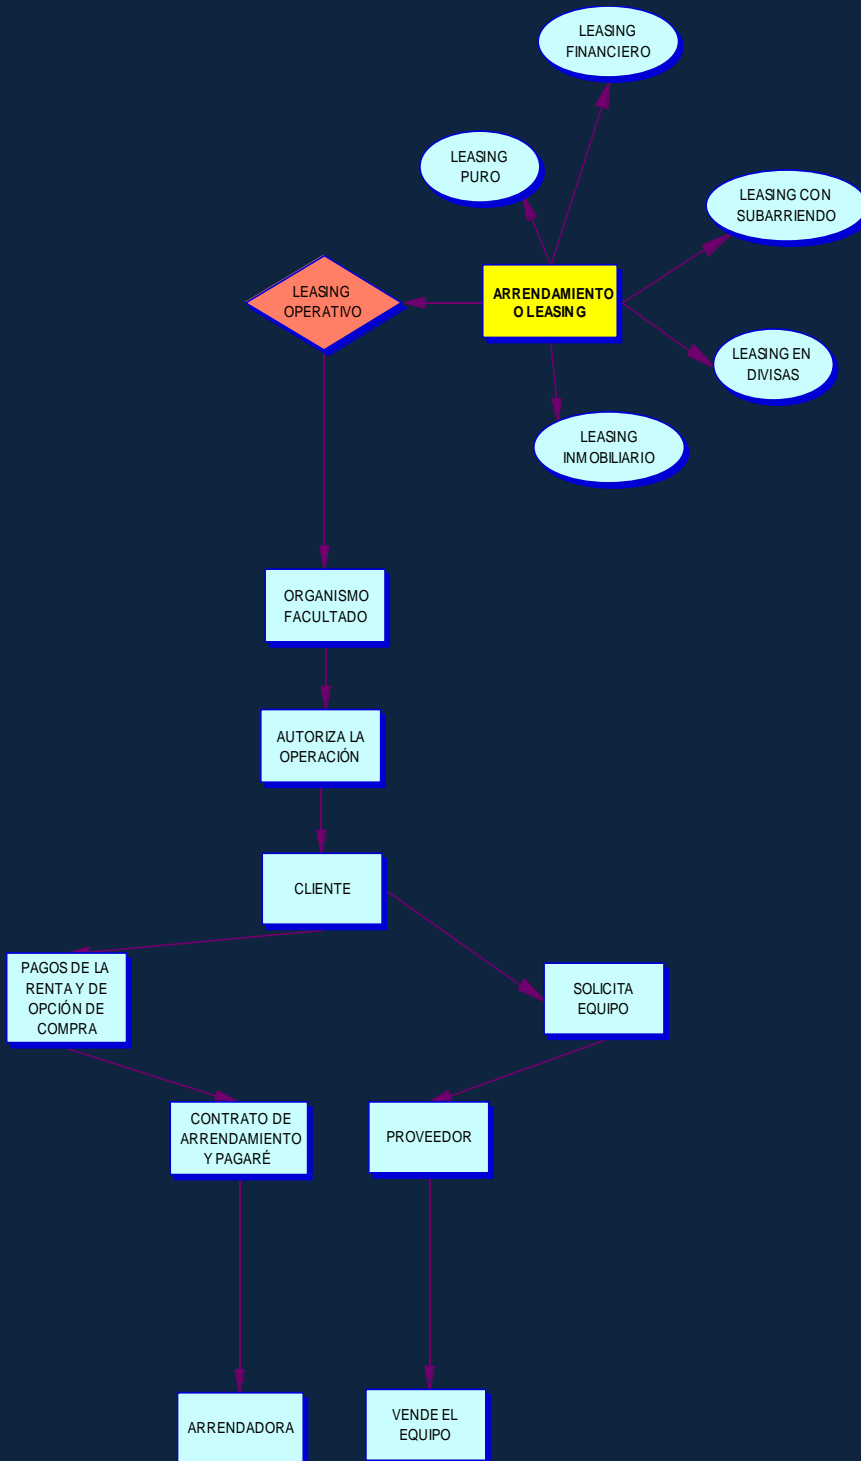 LEASING
FINANCIERO
LEASING
PURO
LEASING CON
SUBARRIENDO
LEASING
OPERATIVO
ARRENDAMIENTO
O LEASING
LEASING EN
DIVISAS
LEASING
INMOBILIARIO
ORGANISMO
FACULTADO
AUTORIZA LA
OPERACIÓN
CLIENTE
PAGOS DE LA
RENTA Y DE
OPCIÓN DE
COMPRA
SOLICITA
EQUIPO
CONTRATO DE
ARRENDAMIENTO
Y PAGARÉ
PROVEEDOR
ARRENDADORA
VENDE EL
EQUIPO